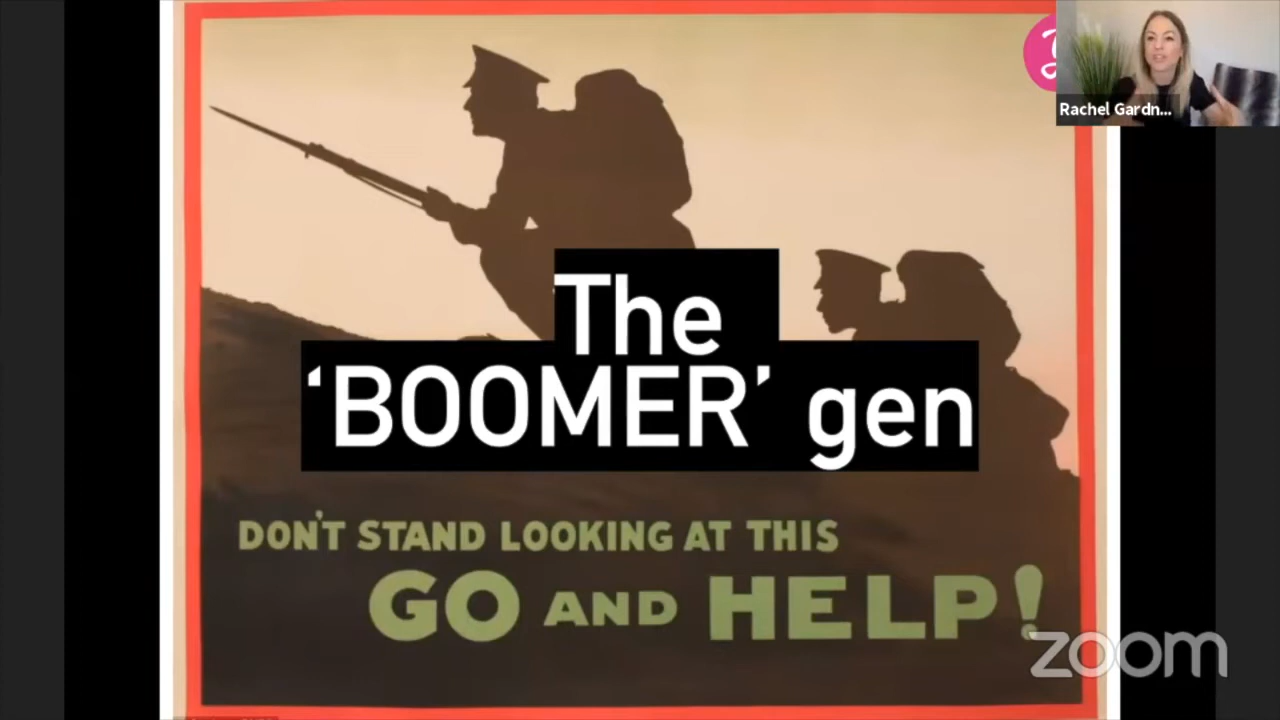 Rachel Gardn...
The
‘BOOMER’ gen
DON'T STAND LOOKING AT THIS
GO AND HELP!
zoom